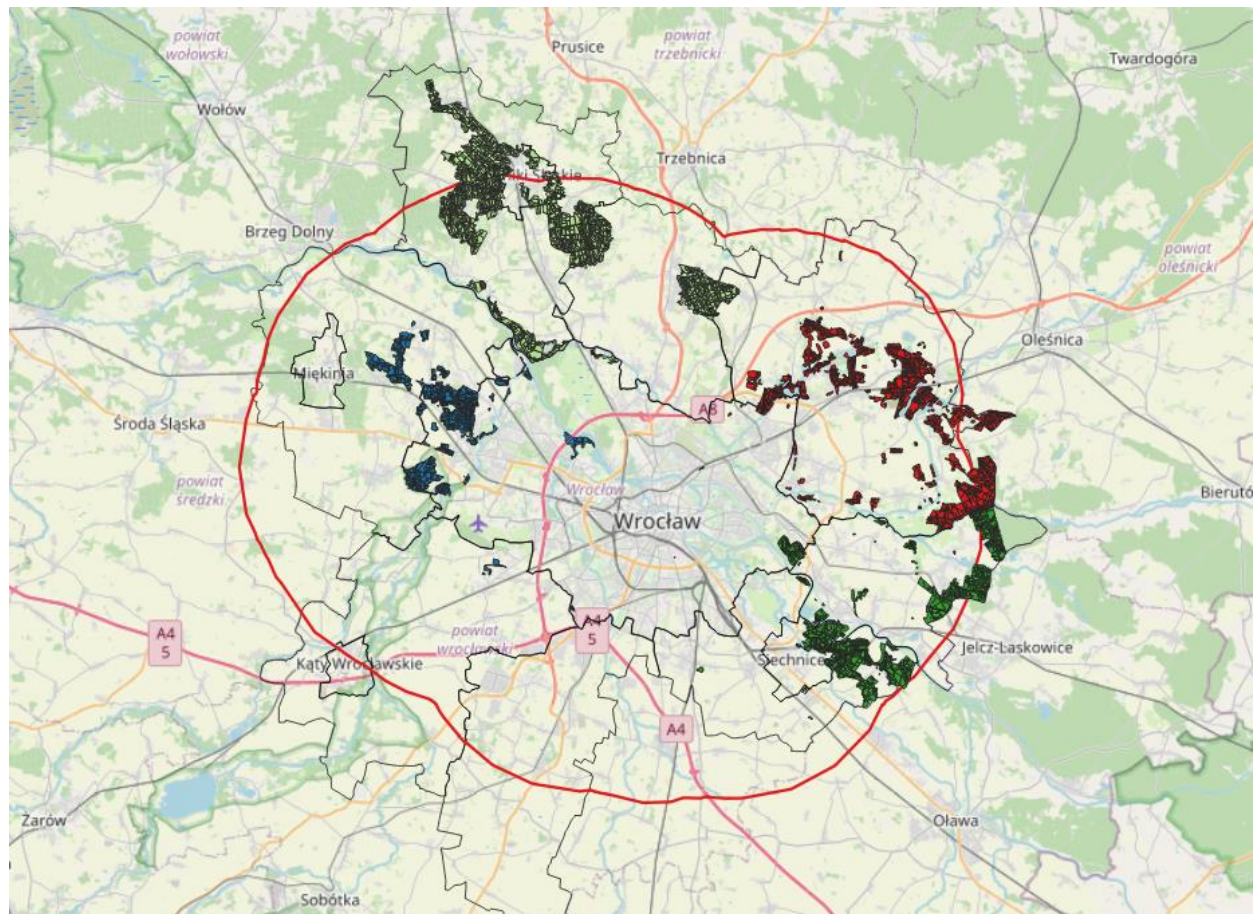 powiat
wołowski
Prusice
powiat
trzebnicki
Twardogóra
Wołów
Trzebnica
Brzeg Dolny
powiat
oleśnicki
Oleśnica
Miękinia
Środa Śląska
A8
powiat
średzki
Wrocław
Wrocław
Bierutó
A4
5
powiat
wrocławski
A4
5
Kąty Wrocławskie
Siechnice
Jelcz-Laskowice
A4
Żarów
Oława
Sobótka